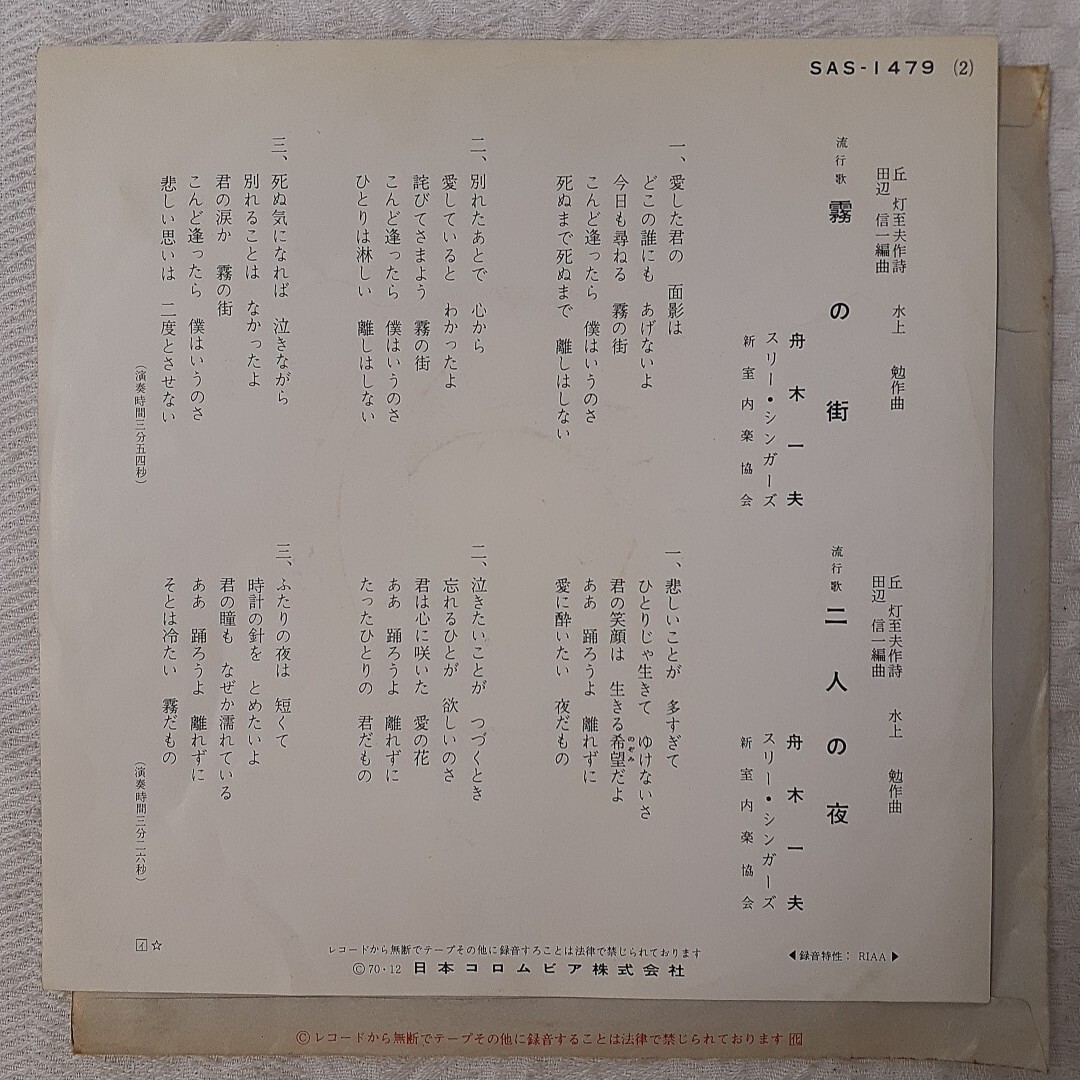 SAS-1479 (2)
丘 灯至夫作詩 水上 勉作曲
田辺 信一編曲
流行歌 霧の街
舟木一夫
スリー・シンガーズ
新室内楽協会
一、愛した君の 面影は
どこの誰にも あげないよ
今日も尋ねる 霧の街
こんど逢ったら 僕はいうのさ
死ぬまで死ぬまで 離しはしない
二、別れたあとで 心から
愛していると わかったよ
詫びてさまよう 霧の街
こんど逢ったら 僕はいうのさ
ひとりは淋しい 離しはしない
三、死ぬ気になれば 泣きながら
別れることは なかったよ
君の涙か 霧の街
こんど逢ったら 僕はいうのさ
悲しい思いは 二度とさせない
(演奏時間三分五四秒)
丘 灯至夫作詩 水上 勉作曲
田辺 信一編曲
流行歌 二人の夜
舟木一夫
スリー・シンガーズ
新室内楽協会
一、悲しいことが 多すぎて
ひとりじゃ生きて ゆけないさ
君の笑顔は 生きる希望だよ
のぞみ
ああ 踊ろうよ 離れずに
愛に酔いたい 夜だもの
二、泣きたいことが つづくとき
忘れるひとが 欲しいのさ
君は心に咲いた 愛の花
ああ 踊ろうよ 離れずに
たったひとりの 君だもの
三、ふたりの夜は 短くて
時計の針を とめたいよ
君の瞳も なぜか濡れている
ああ 踊ろうよ 離れずに
そとは冷たい 霧だもの
(演奏時間三分二六秒)
イ☆
レコードから無断でテープその他に録音することは法律で禁じられております
Ⓒ70・12 日本コロムビア株式会社
◀録音特性： RIAA▶
Ⓒレコードから無断でテープその他に録音することは法律で禁じられております